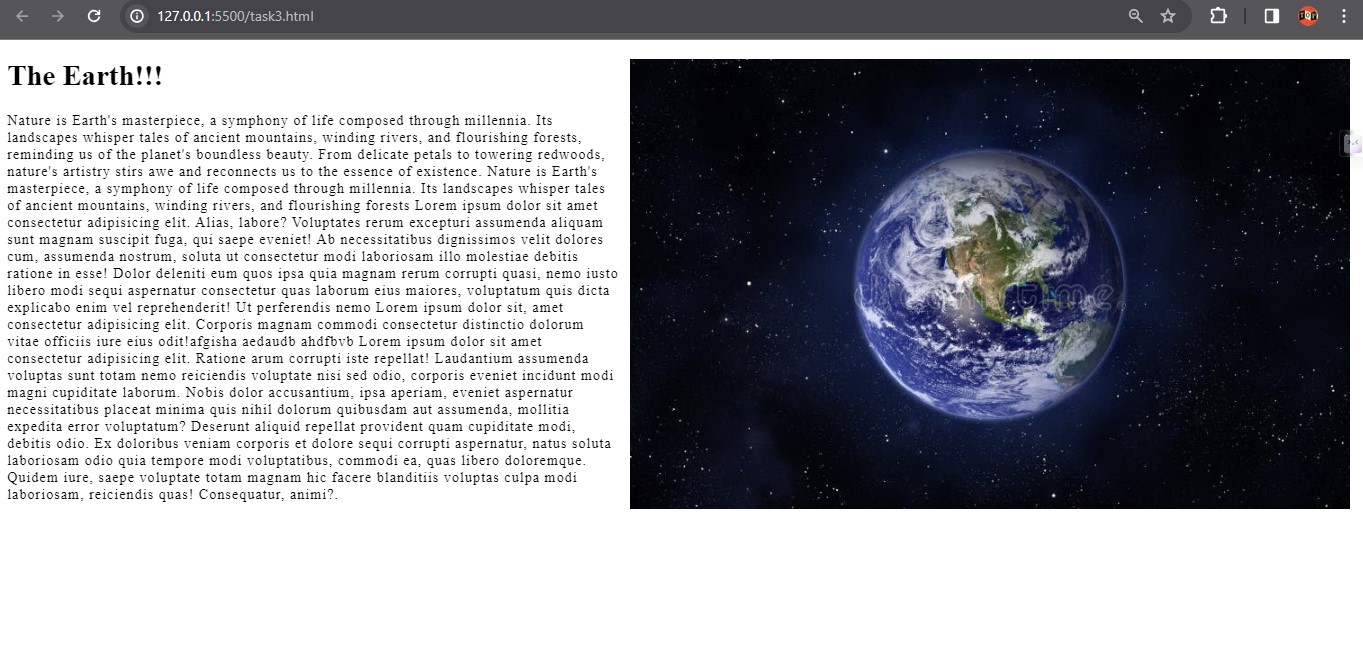 127.0.0.1:5500/task3.html
The Earth!!!
Nature is Earth's masterpiece, a symphony of life composed through millennia. Its
landscapes whisper tales of ancient mountains, winding rivers, and flourishing forests,
reminding us of the planet's boundless beauty. From delicate petals to towering redwoods,
nature's artistry stirs awe and reconnects us to the essence of existence. Nature is Earth's
masterpiece, a symphony of life composed through millennia. Its landscapes whisper tales
of ancient mountains, winding rivers, and flourishing forests Lorem ipsum dolor sit amet
consectetur adipisicing elit. Alias, labore? Voluptates rerum excepturi assumenda aliquam
sunt magnam suscipit fuga, qui saepe eveniet! Ab necessitatibus dignissimos velit dolores
cum, assumenda nostrum, soluta ut consectetur modi laboriosam illo molestiae debitis
ratione in esse! Dolor deleniti eum quos ipsa quia magnam rerum corrupti quasi, nemo iusto
libero modi sequi aspernatur consectetur quas laborum eius maiores, voluptatum quis dicta
explicabo enim vel reprehenderit! Ut perferendis nemo Lorem ipsum dolor sit, amet
consectetur adipisicing elit. Corporis magnam commodi consectetur distinctio dolorum
vitae officiis iure eius odit!afgisha aedaudb ahdfbvb Lorem ipsum dolor sit amet
consectetur adipisicing elit. Ratione arum corrupti iste repellat! Laudantium assumenda
voluptas sunt totam nemo reiciendis voluptate nisi sed odio, corporis eveniet incidunt modi
magni cupiditate laborum. Nobis dolor accusantium, ipsa aperiam, eveniet aspernatur
necessitatibus placeat minima quis nihil dolorum quibusdam aut assumenda, mollitia
expedita error voluptatum? Deserunt aliquid repellat provident quam cupiditate modi,
debitis odio. Ex doloribus veniam corporis et dolore sequi corrupti aspernatur, natus soluta
laboriosam odio quia tempore modi voluptatibus, commodi ea, quas libero doloremque.
Quidem iure, saepe voluptate totam magnam hic facere blanditiis voluptas culpa modi
laboriosam, reiciendis quas! Consequatur, animi?.